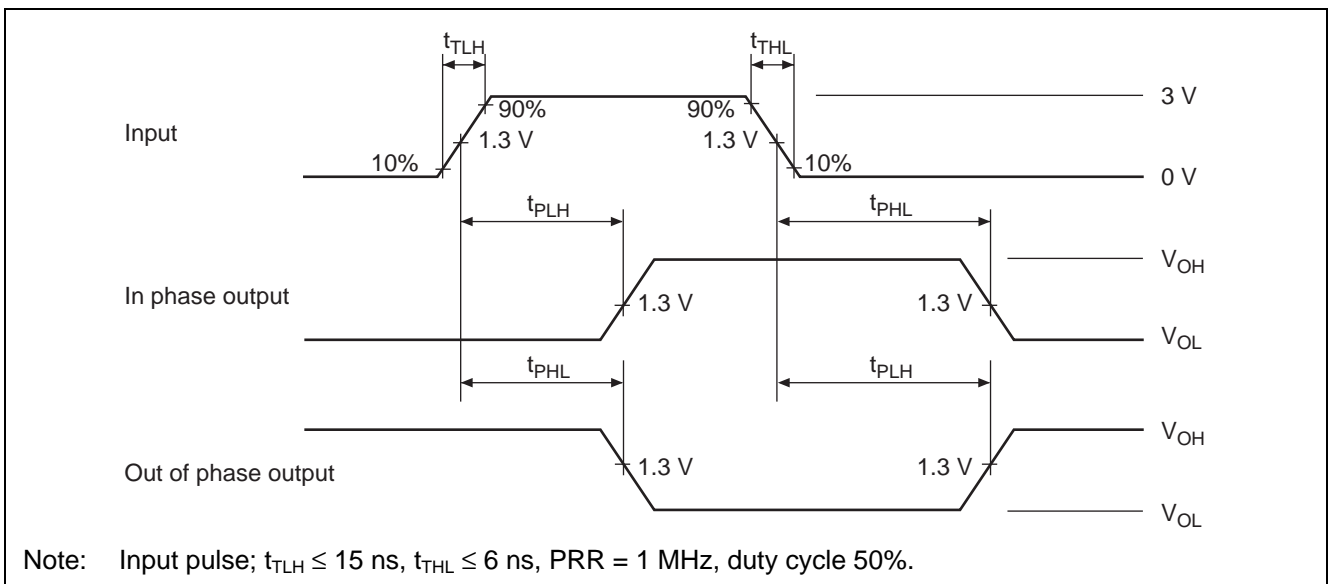 tTLH tTHL
90% 90% 3 V
Input 1.3 V 1.3 V
10% 10% 0 V
tPLH tPHL
VOH
In phase output 1.3 V 1.3 V
VOL
tPHL tPLH
VOH
Out of phase output 1.3 V 1.3 V
VOL
Note: Input pulse; tTLH ≤ 15 ns, tTHL ≤ 6 ns, PRR = 1 MHz, duty cycle 50%.